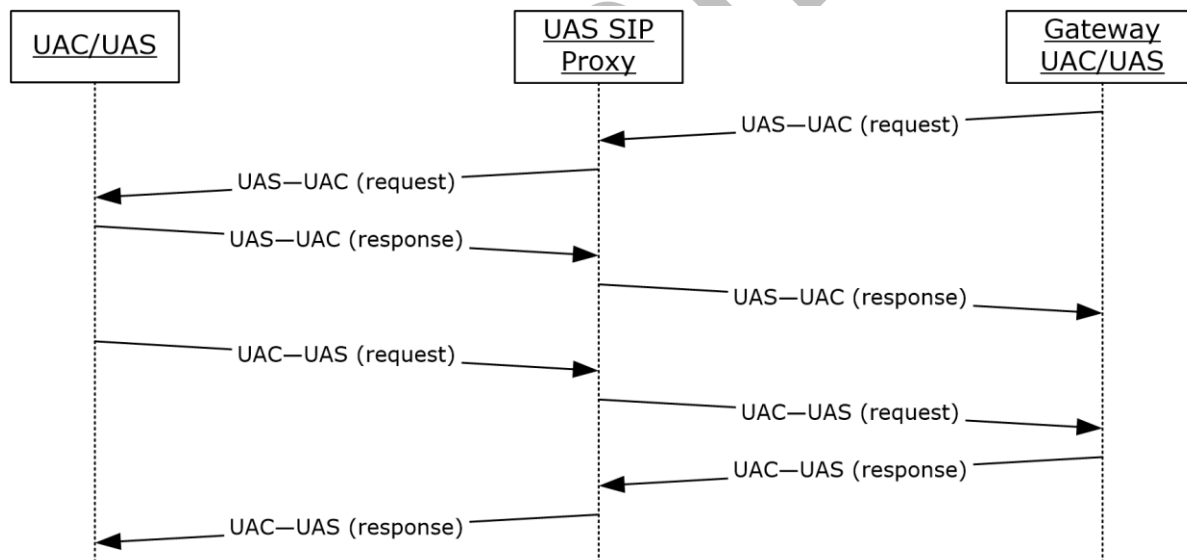 UAC/UAS
UAS SIP
Proxy
Gateway
UAC/UAS
UAS—UAC (request)
UAS—UAC (request)
UAS—UAC (response)
UAS—UAC (response)
UAC—UAS (request)
UAC—UAS (request)
UAC—UAS (response)
UAC—UAS (response)